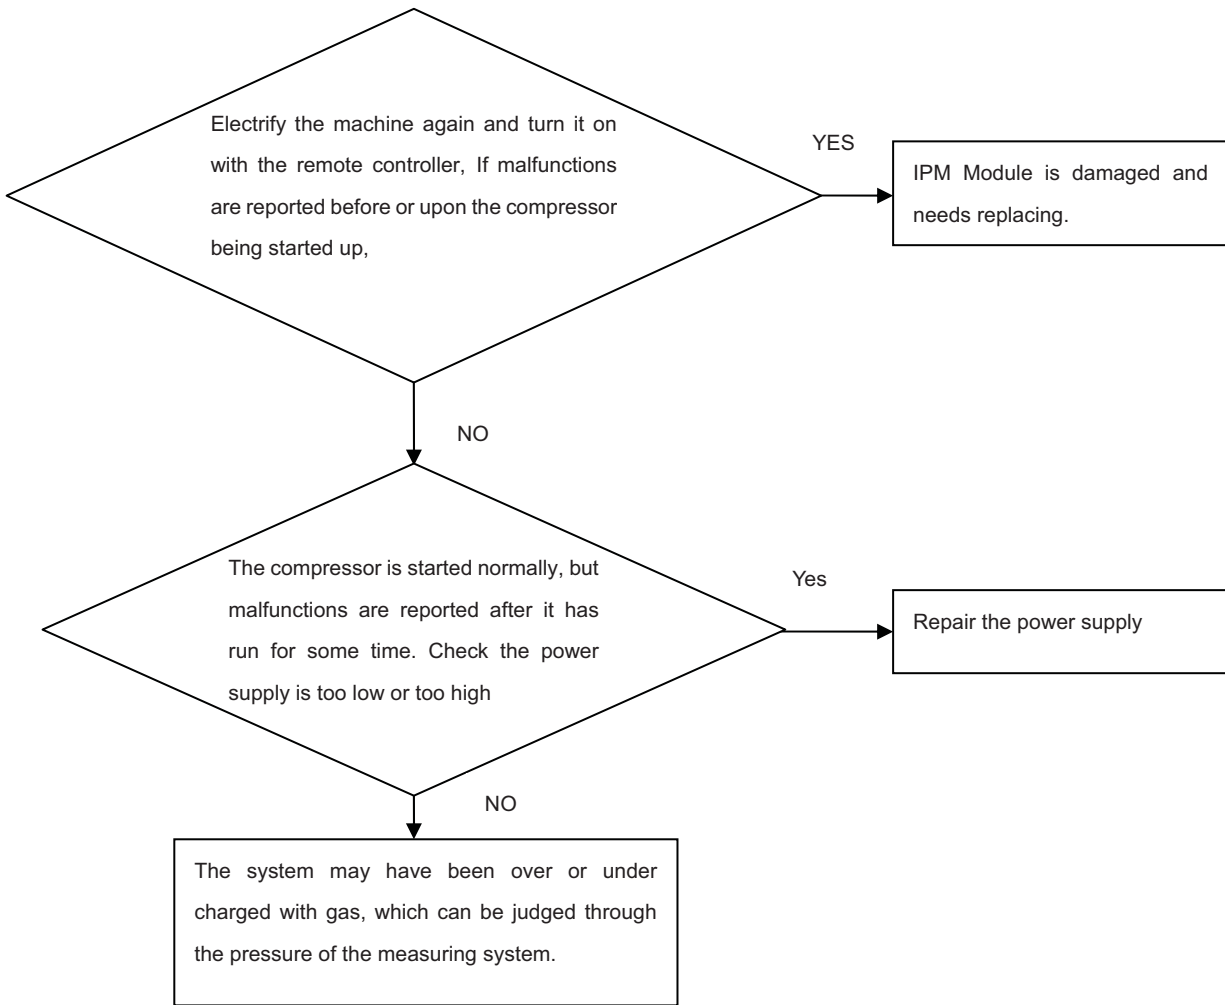 Electrify the machine again and turn it on
with the remote controller, If malfunctions
are reported before or upon the compressor
being started up,
YES
IPM Module is damaged and
needs replacing.
NO
The compressor is started normally, but
malfunctions are reported after it has
run for some time. Check the power
supply is too low or too high
Yes
Repair the power supply
NO
The system may have been over or under
charged with gas, which can be judged through
the pressure of the measuring system.